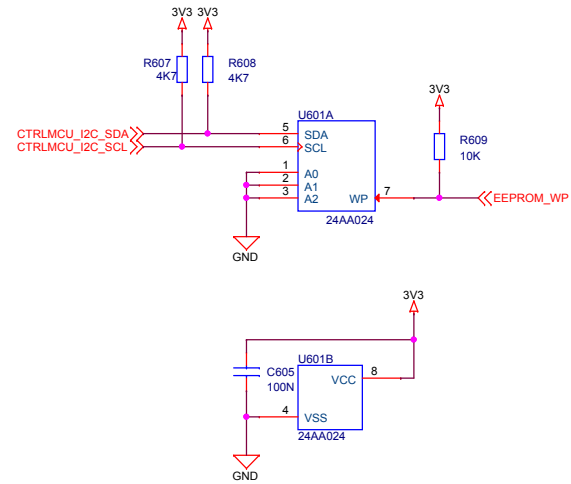 3V3 3V3
R607
4K7
R608
4K7
3V3
U601A
R609
10K
CTRLMCU_I2C_SDA
5 SDA
CTRLMCU_I2C_SCL
6 SCL
1 A0
2 A1
3 A2
WP 7
EEPROM_WP
24AA024
GND
3V3
U601B
C605
100N
VCC 8
4 VSS
24AA024
GND